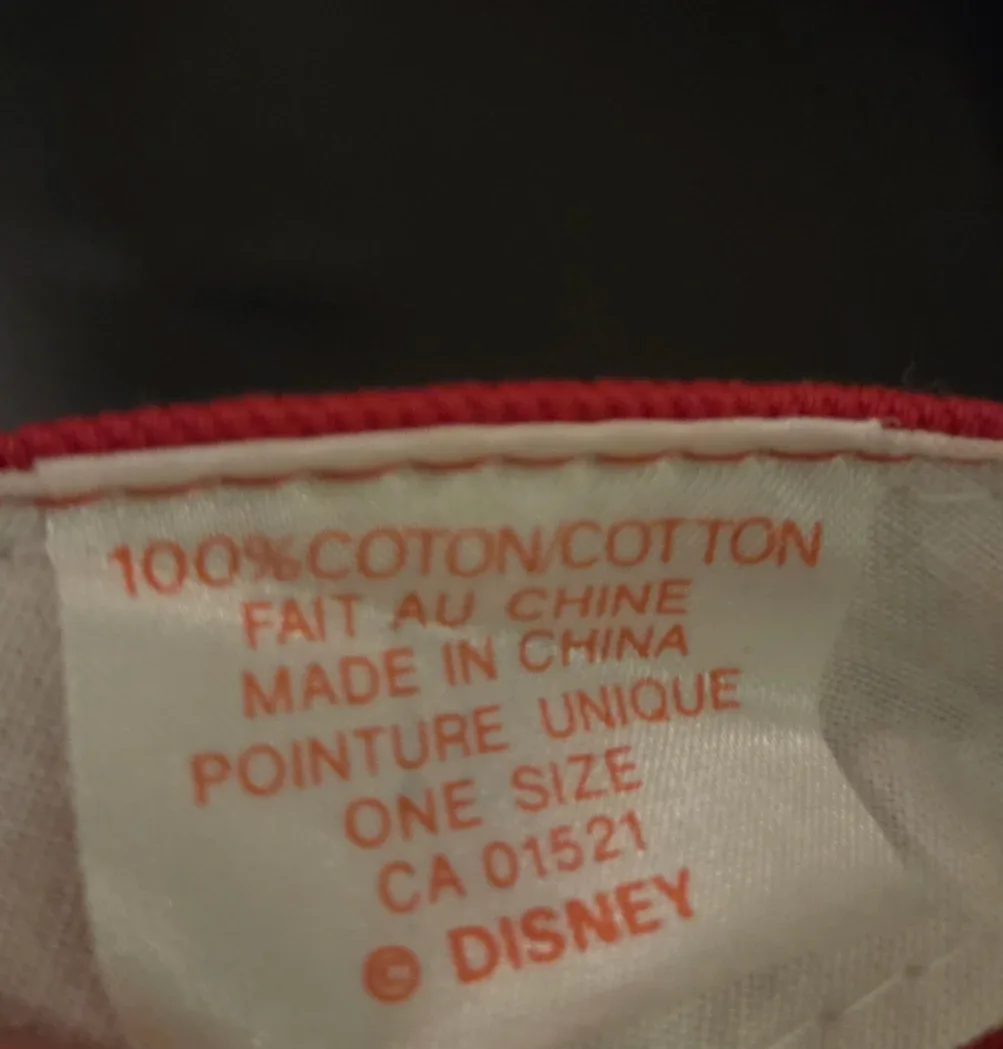 100%COTON/COTTON
FAIT AU CHINE
MADE IN CHINA
POINTURE UNIQUE
ONE SIZE
CA 01521
© DISNEY